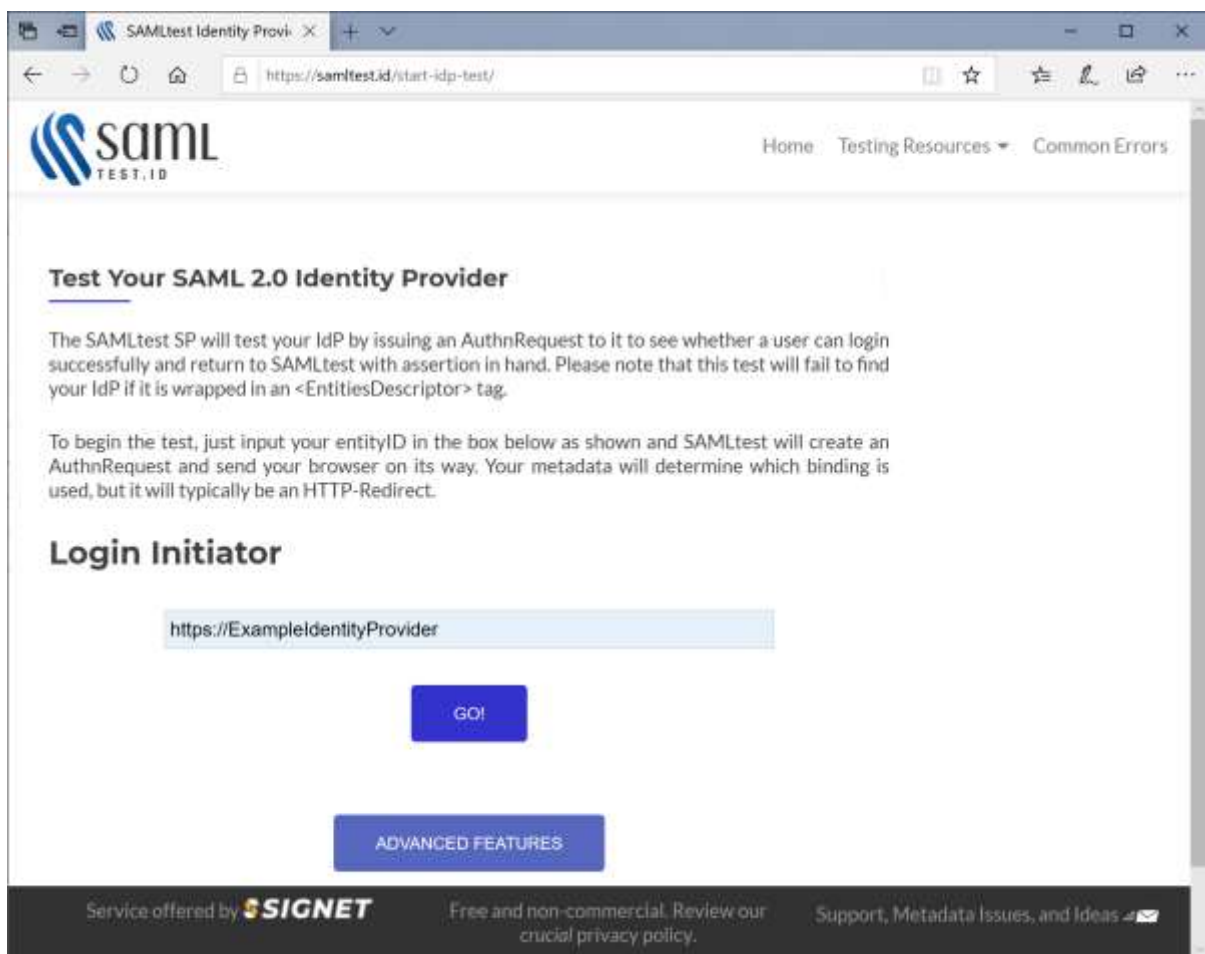 SAMLtest Identity Provi
https://samltest.id/start-idp-test/
saml
TEST.ID
Home Testing Resources Common Errors
Test Your SAML 2.0 Identity Provider
The SAMLtest SP will test your IdP by issuing an AuthnRequest to it to see whether a user can login
successfully and return to SAMLtest with assertion in hand. Please note that this test will fail to find
your IdP if it is wrapped in an <EntitiesDescriptor> tag.
To begin the test, just input your entityID in the box below as shown and SAMLtest will create an
AuthnRequest and send your browser on its way. Your metadata will determine which binding is
used, but it will typically be an HTTP-Redirect.
Login Initiator
https://ExampleIdentityProvider
GO!
ADVANCED FEATURES
Service offered by SIGNET Free and non-commercial. Review our Support, Metadata Issues, and Ideas
crucial privacy policy.